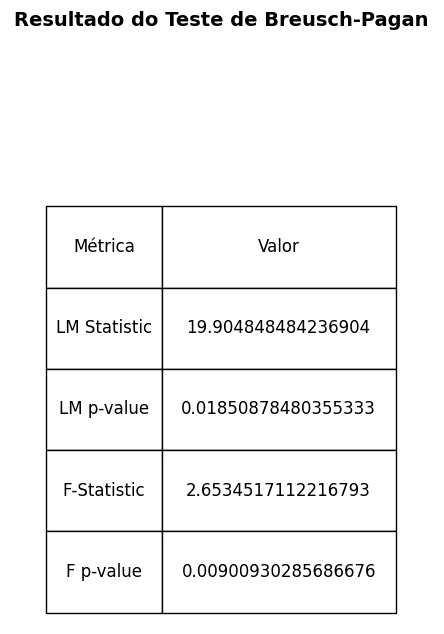 Resultado do Teste de Breusch-Pagan
Métrica Valor
LM Statistic 19.904848484236904
LM p-value 0.01850878480355333
F-Statistic 2.6534517112216793
F p-value 0.00900930285686676